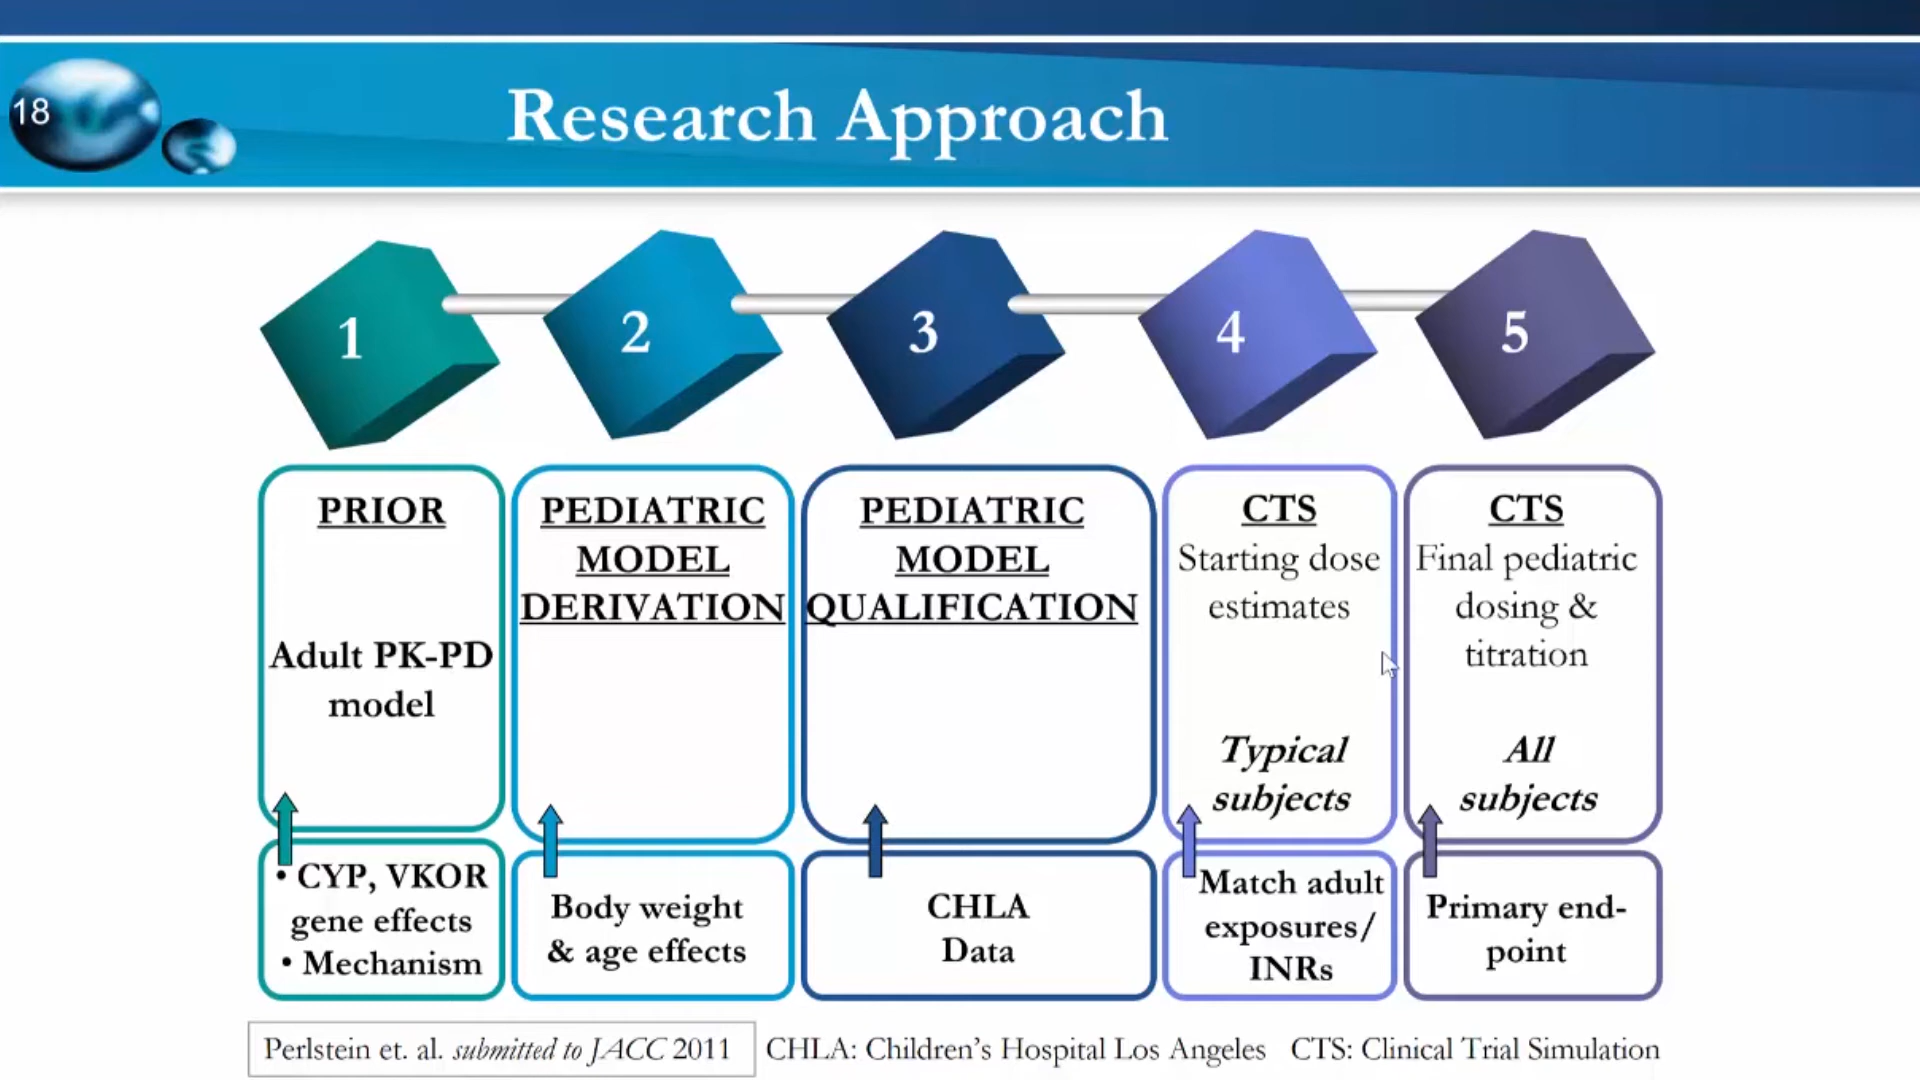 18
Research Approach
1
2
3
4
5
PRIOR
Adult PK-PD
model
• CYP, VKOR
gene effects
• Mechanism
PEDIATRIC
MODEL
DERIVATION
Body weight
& age effects
PEDIATRIC
MODEL
QUALIFICATION
CHLA
Data
CTS
Starting dose
estimates
Typical
subjects
Match adult
exposures/
INRs
CTS
Final pediatric
dosing &
titration
All
subjects
Primary end-
point
Perlstein et. al. submitted to JACC 2011
CHLA: Children's Hospital Los Angeles CTS: Clinical Trial Simulation